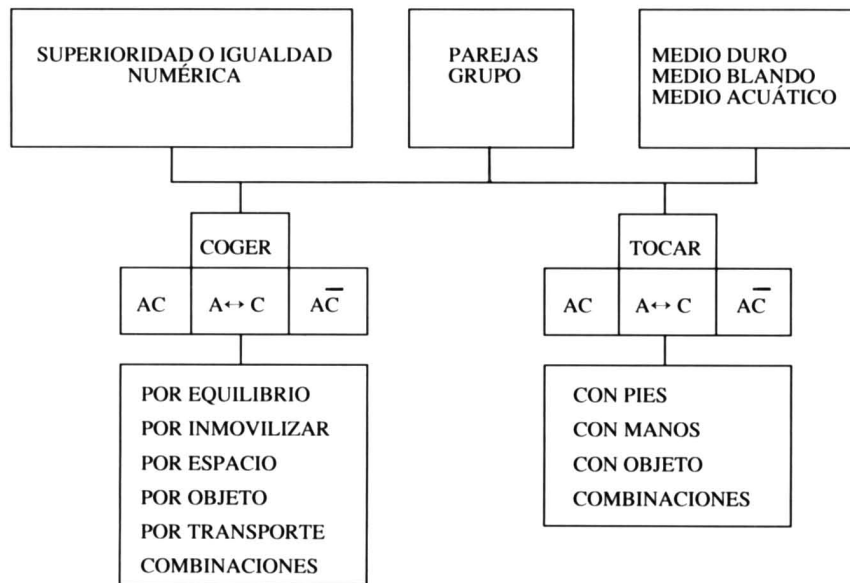 SUPERIORIDAD O IGUALDAD
NUMÉRICA
PAREJAS
GRUPO
MEDIO DURO
MEDIO BLANDO
MEDIO ACUÁTICO
COGER
AC
A↔ C
AC̅
TOCAR
AC
A↔ C
AC̅
POR EQUILIBRIO
POR INMOVILIZAR
POR ESPACIO
POR OBJETO
POR TRANSPORTE
COMBINACIONES
CON PIES
CON MANOS
CON OBJETO
COMBINACIONES